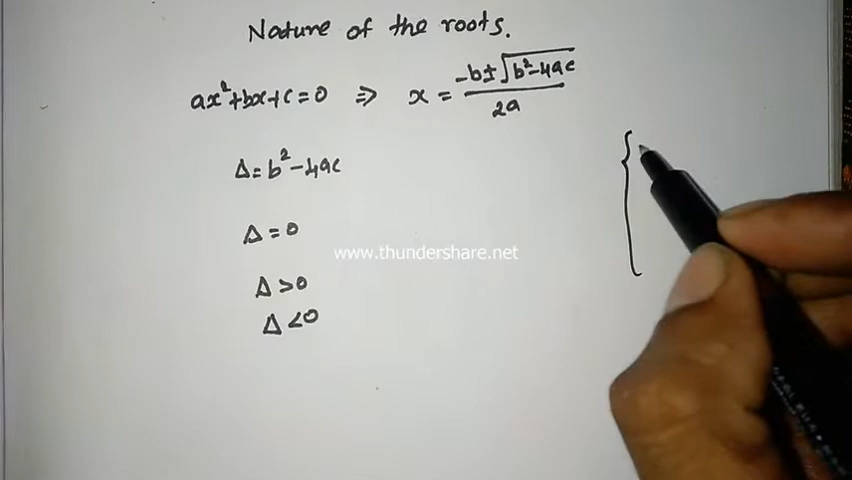 Nature of the roots.
ax²+bx+c=0 ⇒ x = -b±√b²-4ac / 2a
Δ=b²-4ac
Δ=0
www.thundershare.net
Δ>0
Δ<0
{